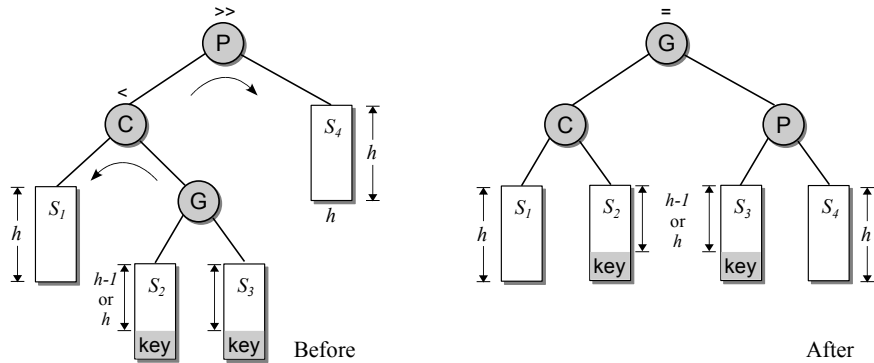 >>
P
<
C
S4
h
h
S1
h
G
h-1
or
h
S2
S3
key
key
Before
=
G
C
P
S1
h
S2
key
h-1
or
h
S3
key
S4
h
After